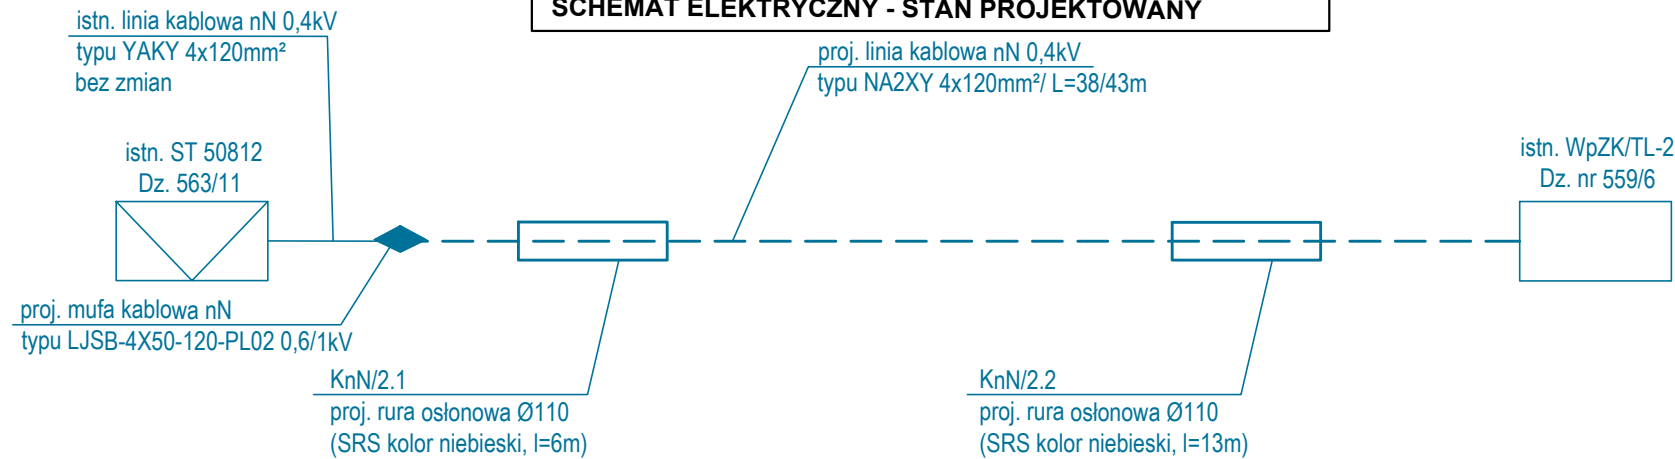 SCHEMAT ELEKTRYCZNY - STAN PROJEKTOWANY
istn. linia kablowa nN 0,4kV
typu YAKY 4x120mm²
bez zmian
proj. linia kablowa nN 0,4kV
typu NA2XY 4x120mm²/ L=38/43m
istn. ST 50812
Dz. 563/11
istn. WpZK/TL-2
Dz. nr 559/6
proj. mufa kablowa nN
typu LJSB-4X50-120-PL02 0,6/1kV
KnN/2.1
proj. rura osłonowa Ø110
(SRS kolor niebieski, l=6m)
KnN/2.2
proj. rura osłonowa Ø110
(SRS kolor niebieski, l=13m)